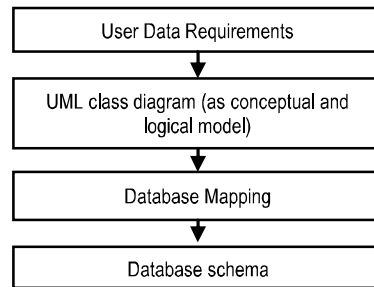 User Data Requirements
UML class diagram (as conceptual and
logical model)
Database Mapping
Database schema